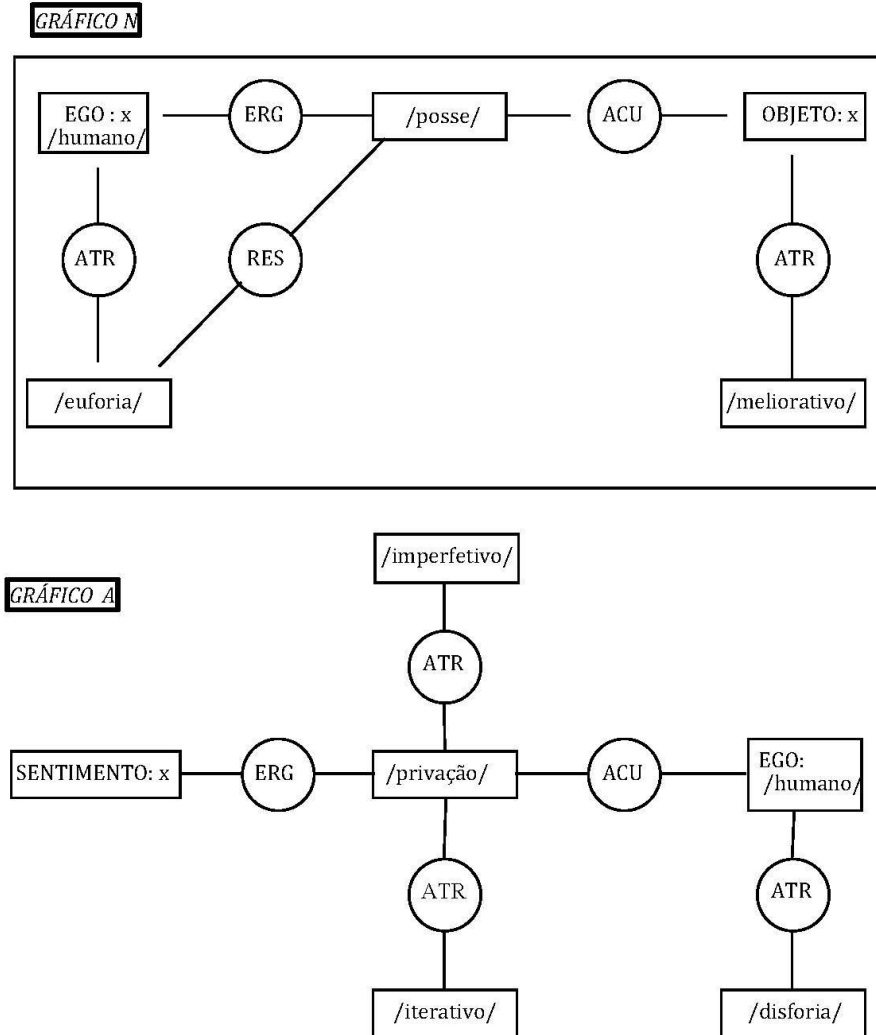 GRÁFICO N
EGO : x
/humano/
ERG
/posse/
ACU
OBJETO: x
ATR
RES
ATR
/euforia/
/meliorativo/
/imperfetivo/
GRÁFICO A
ATR
SENTIMENTO: x
ERG
/privação/
ACU
EGO:
/humano/
ATR
ATR
/iterativo/
/disforia/